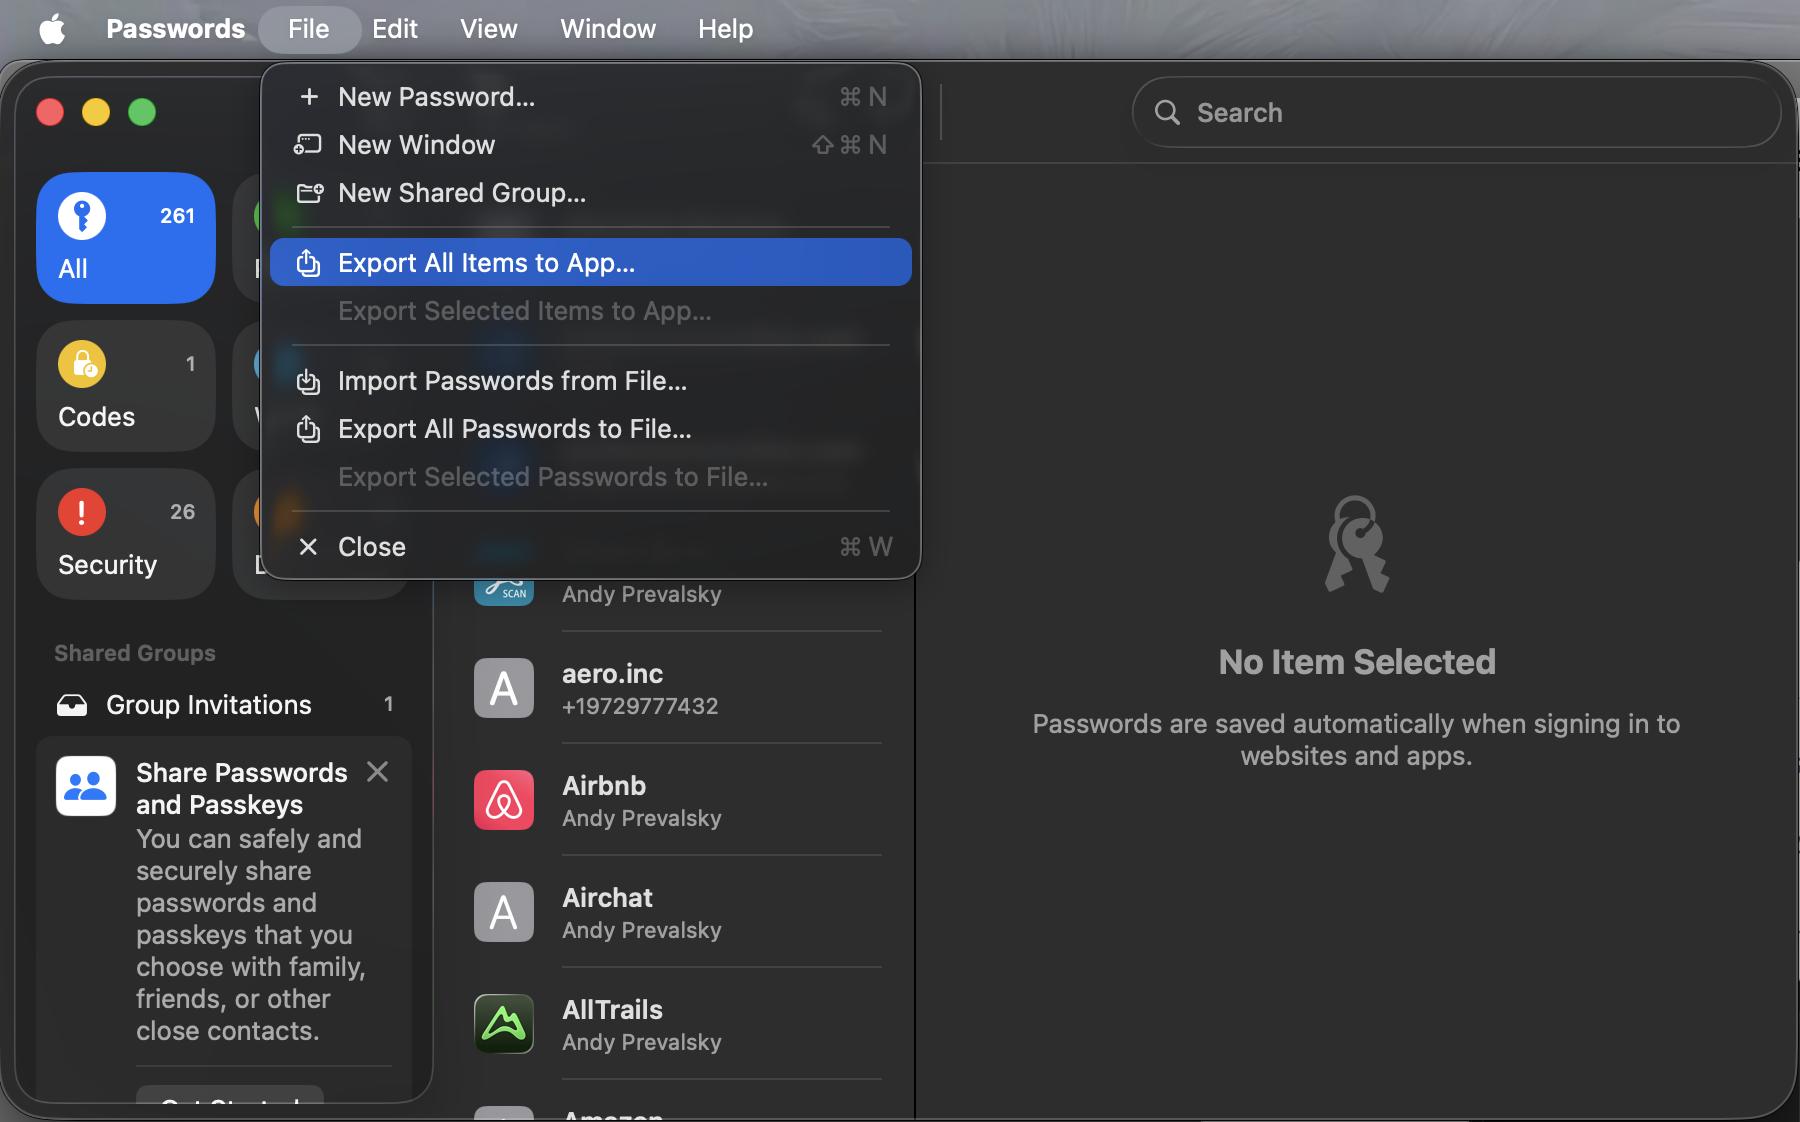 Passwords File Edit View Window Help
New Password... ⌘ N
New Window ⇧ ⌘ N
New Shared Group...
Export All Items to App...
Export Selected Items to App...
Import Passwords from File...
Export All Passwords to File...
Export Selected Passwords to File...
Close ⌘ W
Search
261
All
1
Codes
26
Security
Shared Groups
Group Invitations 1
Share Passwords
and Passkeys
You can safely and
securely share
passwords and
passkeys that you
choose with family,
friends, or other
close contacts.
SCAN
Andy Prevalsky
aero.inc
+19729777432
Airbnb
Andy Prevalsky
Airchat
Andy Prevalsky
AllTrails
Andy Prevalsky
Amazon
No Item Selected
Passwords are saved automatically when signing in to
websites and apps.